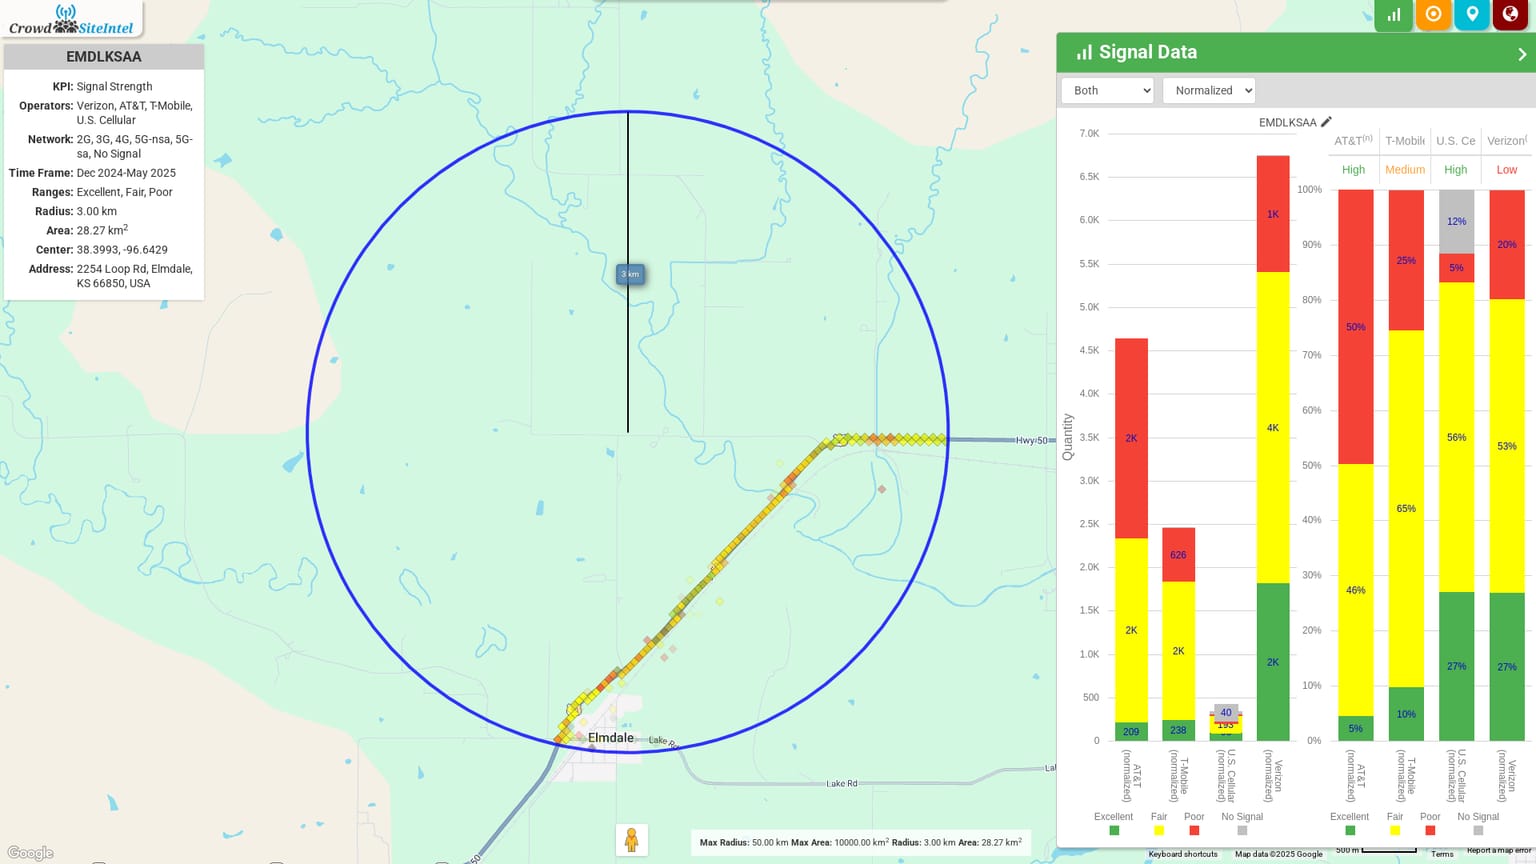 Crowd SiteIntel
EMDLKSAA
KPI: Signal Strength
Operators: Verizon, AT&T, T-Mobile,
U.S. Cellular
Network: 2G, 3G, 4G, 5G-nsa, 5G-
sa, No Signal
Time Frame: Dec 2024-May 2025
Ranges: Excellent, Fair, Poor
Radius: 3.00 km
Area: 28.27 km²
Center: 38.3993, -96.6429
Address: 2254 Loop Rd, Elmdale,
KS 66850, USA
3 km
Hwy 50
Elmdale
Lake Rd
Lake Rd
50
Google
Max Radius: 50.00 km Max Area: 10000.00 km² Radius: 3.00 km Area: 28.27 km²
Signal Data
Both
Normalized
EMDLKSAA
Quantity
7.0K
6.5K
6.0K
5.5K
5.0K
4.5K
4.0K
3.5K
3.0K
2.5K
2.0K
1.5K
1.0K
500
0
2K
2K
209
626
2K
238
40
193
1K
4K
2K
AT&T (normalized)
T-Mobile (normalized)
U.S. Cellular (normalized)
Verizon (normalized)
Excellent Fair Poor No Signal
AT&T(n) T-Mobile U.S. Ce Verizon(
High Medium High Low
100%
90%
80%
70%
60%
50%
40%
30%
20%
10%
0%
50%
46%
5%
25%
65%
10%
12%
5%
56%
27%
20%
53%
27%
AT&T (normalized)
T-Mobile (normalized)
U.S. Cellular (normalized)
Verizon (normalized)
Excellent Fair Poor No Signal
Keyboard shortcuts Map data ©2025 Google 500 m Terms Report a map error